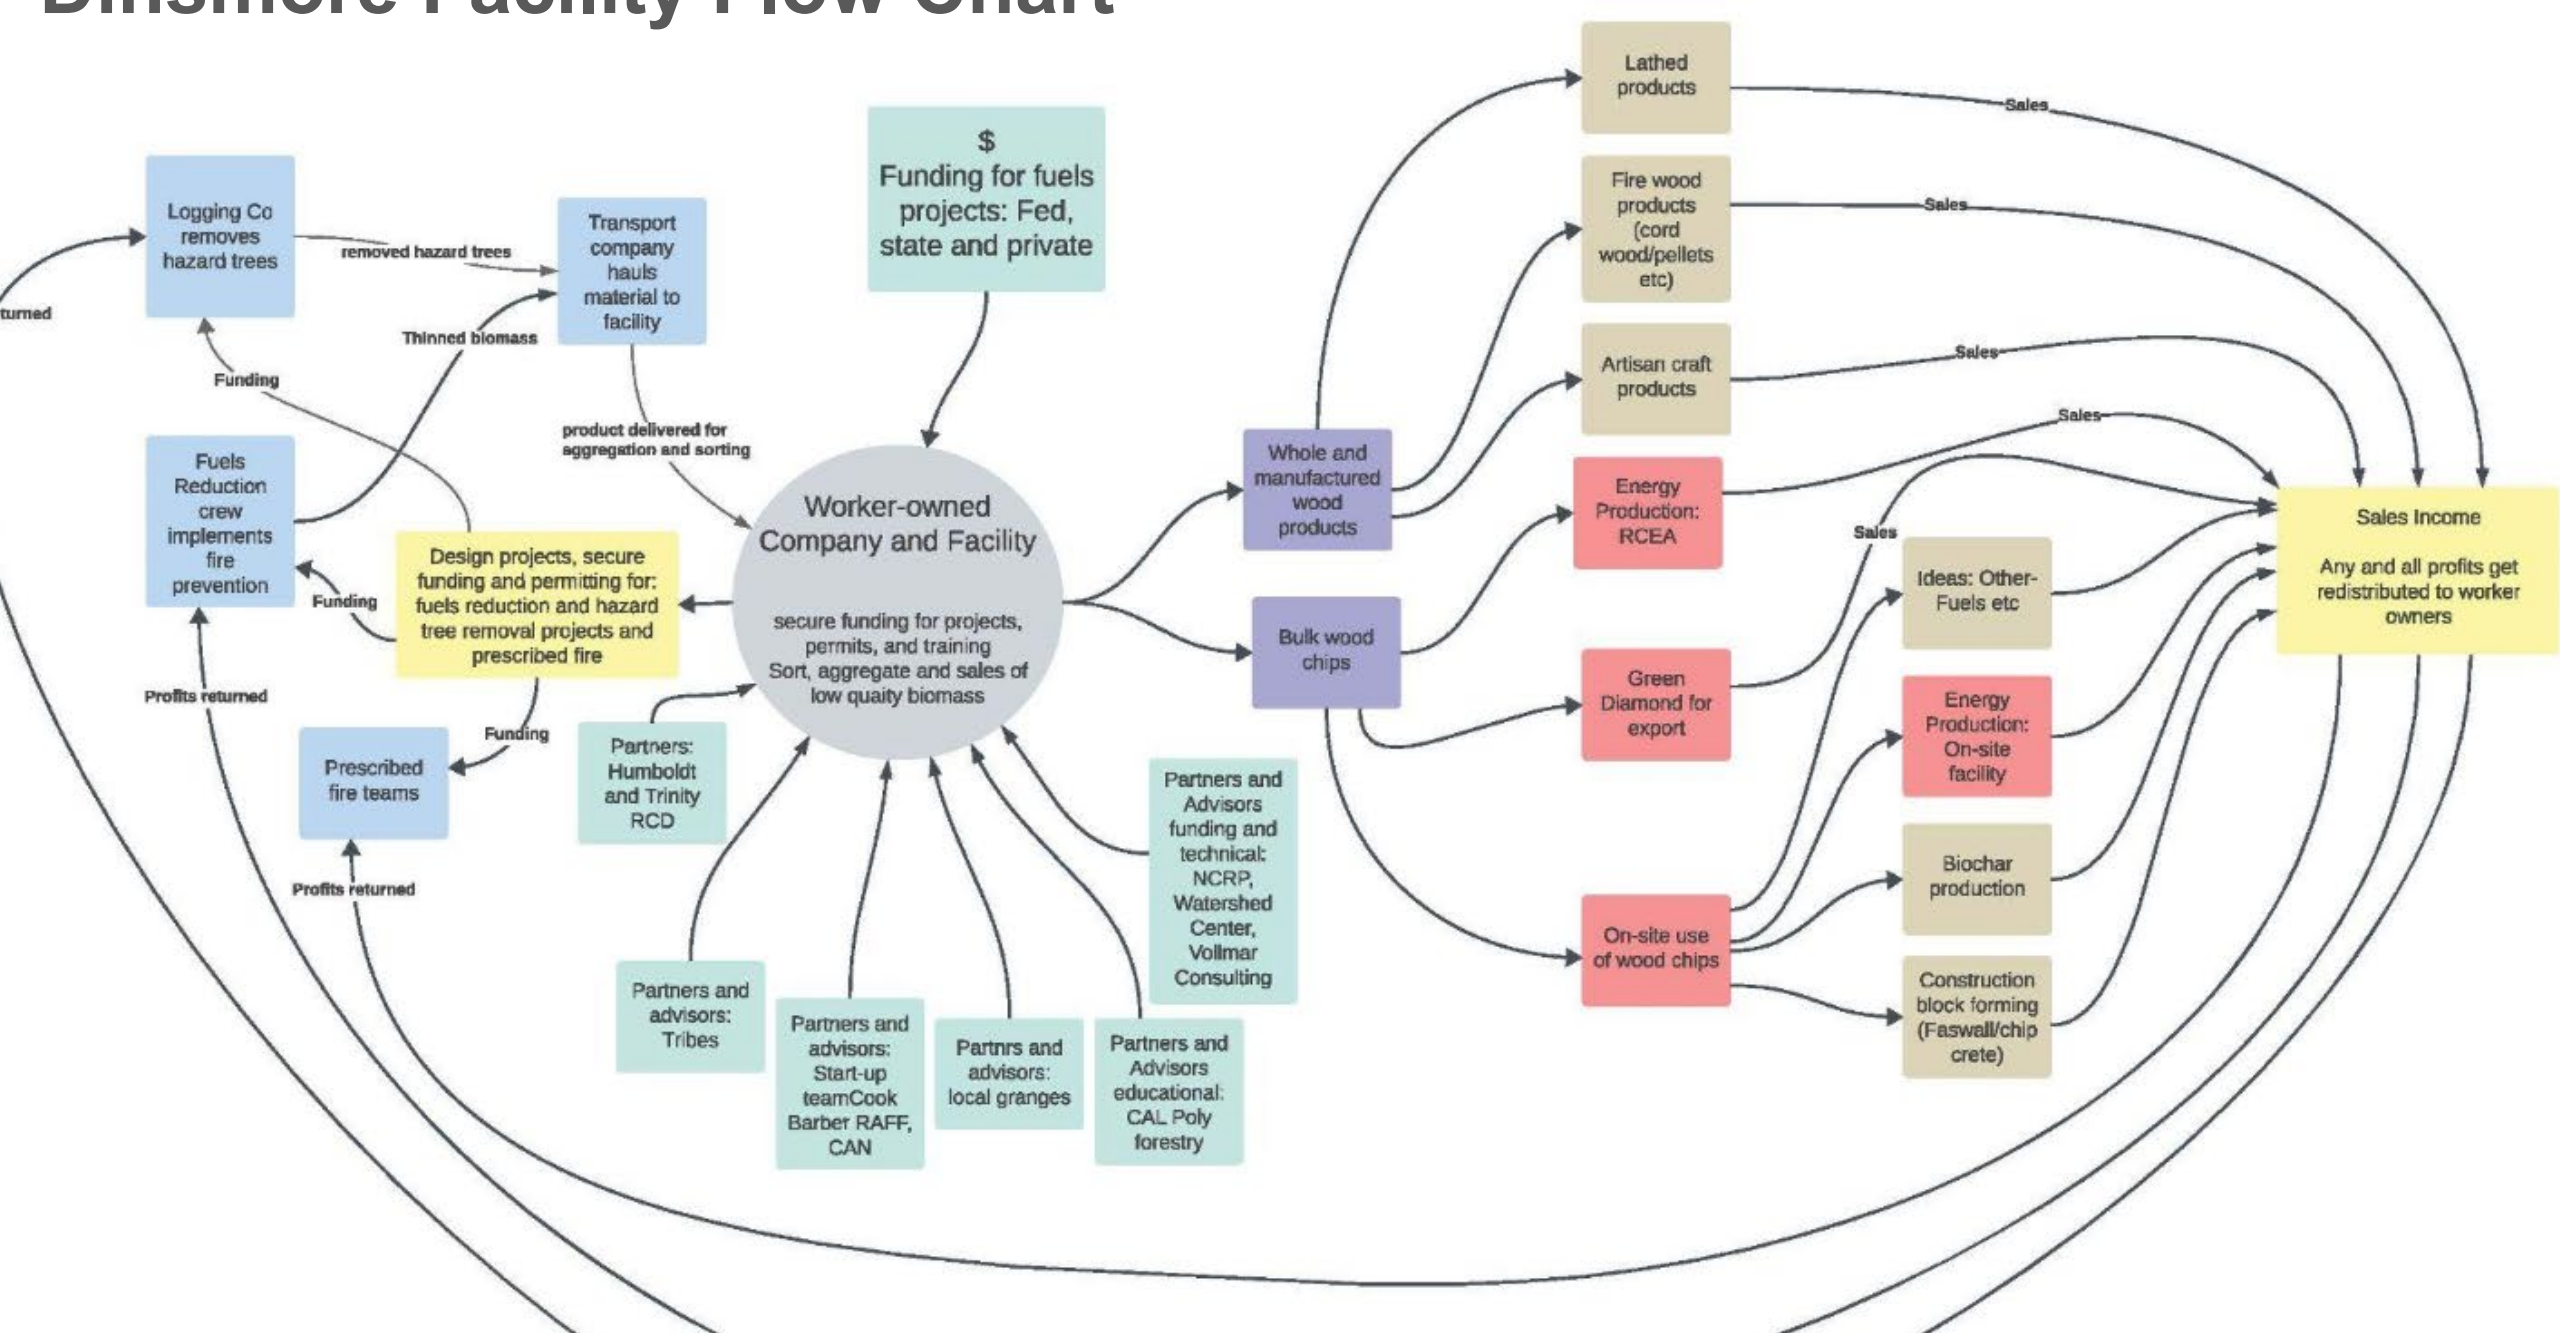 Dinsmore Facility Flow Chart
Lathed
products
Sales
$
Funding for fuels
projects: Fed,
state and private
Logging Co
removes
hazard trees
removed hazard trees
Transport
company
hauls
material to
facility
Fire wood
products
(cord
wood/pellets
etc)
Sales
turned
Thinned biomass
Funding
Artisan craft
products
Sales
product delivered for
aggregation and sorting
Sales
Fuels
Reduction
crew
implements
fire
prevention
Whole and
manufactured
wood
products
Energy
Production:
RCEA
Worker-owned
Company and Facility
secure funding for projects,
permits, and training
Sort, aggregate and sales of
low quaity biomass
Sales Income
Any and all profits get
redistributed to worker
owners
Sales
Design projects, secure
funding and permitting for:
fuels reduction and hazard
tree removal projects and
prescribed fire
Funding
Ideas: Other-
Fuels etc
Bulk wood
chips
Green
Diamond for
export
Profits returned
Funding
Energy
Production:
On-site
facility
Prescribed
fire teams
Partners:
Humboldt
and Trinity
RCD
Partners and
Advisors
funding and
technical:
NCRP,
Watershed
Center,
Vollmar
Consulting
Profits returned
Biochar
production
On-site use
of wood chips
Partners and
advisors:
Tribes
Partners and
advisors:
Start-up
teamCook
Barber RAFF,
CAN
Partnrs and
advisors:
local granges
Partners and
Advisors
educational:
CAL Poly
forestry
Construction
block forming
(Faswall/chip
crete)